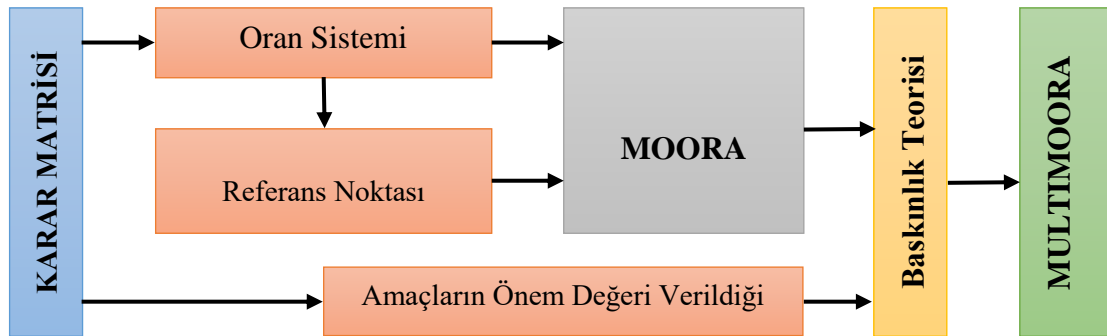 KARAR MATRİSİ
Oran Sistemi
Referans Noktası
MOORA
Amaçların Önem Değeri Verildiği
Baskınlık Teorisi
MULTIMOORA